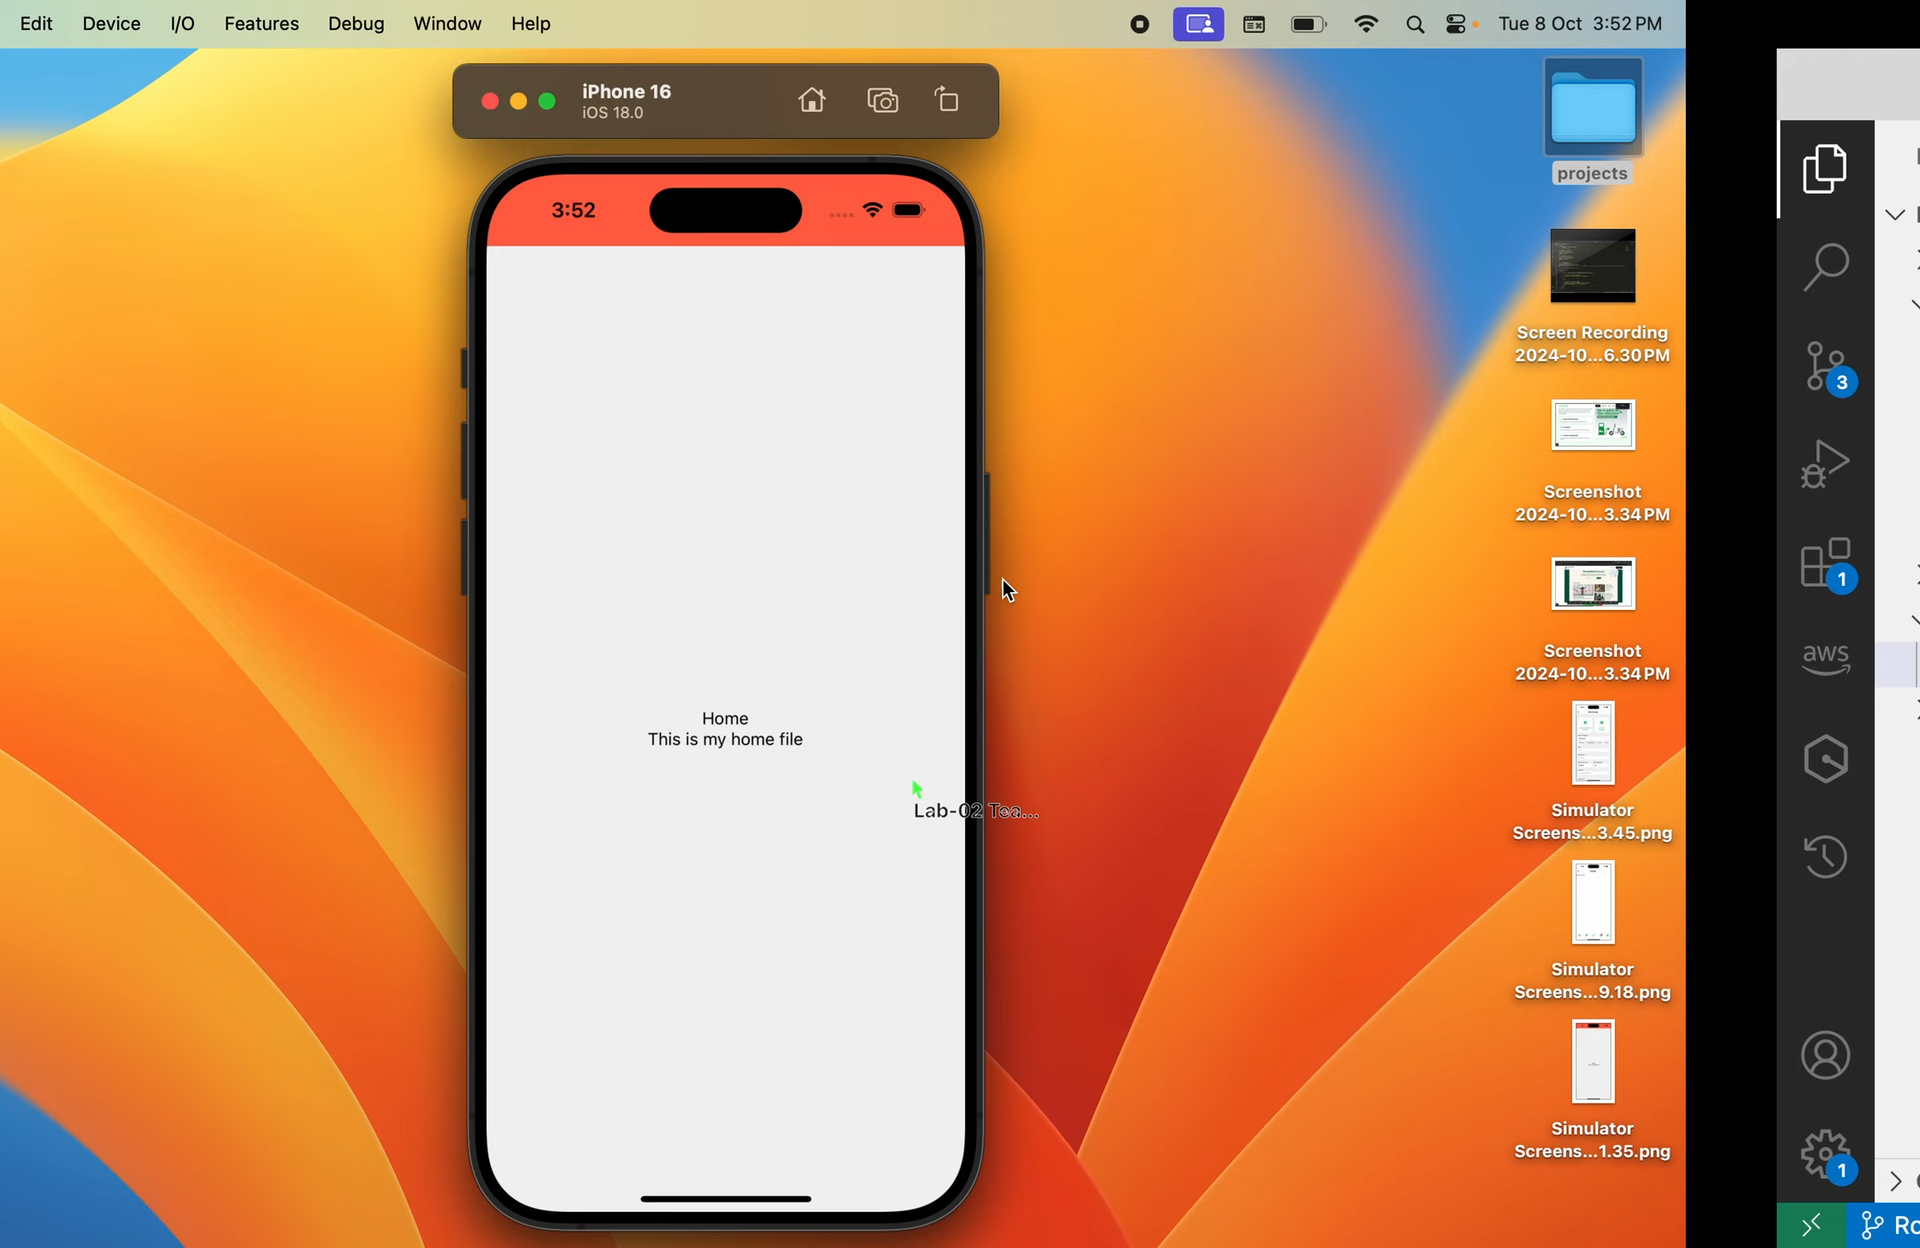 Edit Device I/O Features Debug Window Help Tue 8 Oct 3:52 PM
iPhone 16
iOS 18.0
3:52
Home
This is my home file
Lab-02 Tea...
projects
Screen Recording
2024-10...6.30 PM
Screenshot
2024-10...3.34 PM
Screenshot
2024-10...3.34 PM
Simulator
Screens...3.45.png
Simulator
Screens...9.18.png
Simulator
Screens...1.35.png
3
1
aws
1